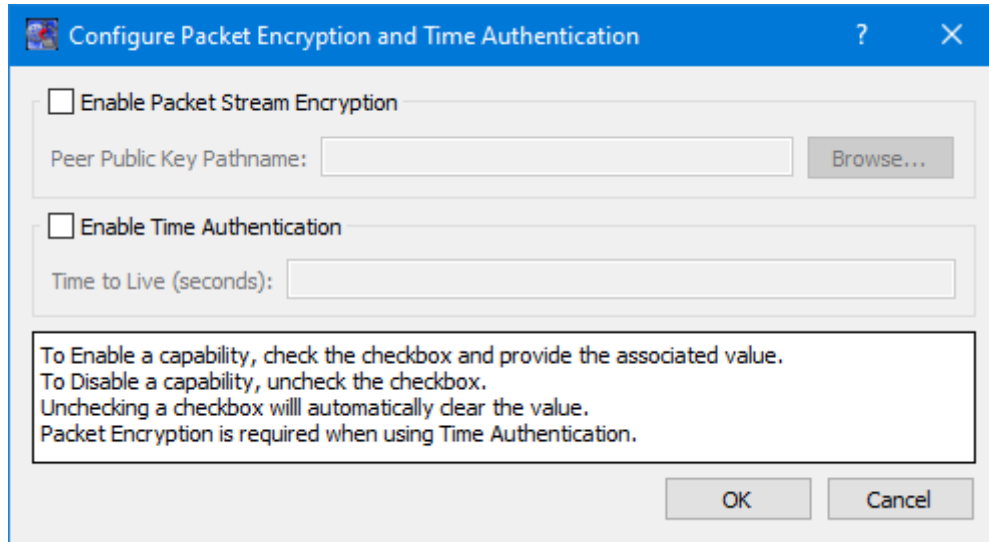 Configure Packet Encryption and Time Authentication ?
Enable Packet Stream Encryption
Peer Public Key Pathname:
Browse...
Enable Time Authentication
Time to Live (seconds):
To Enable a capability, check the checkbox and provide the associated value.
To Disable a capability, uncheck the checkbox.
Unchecking a checkbox willl automatically clear the value.
Packet Encryption is required when using Time Authentication.
OK Cancel